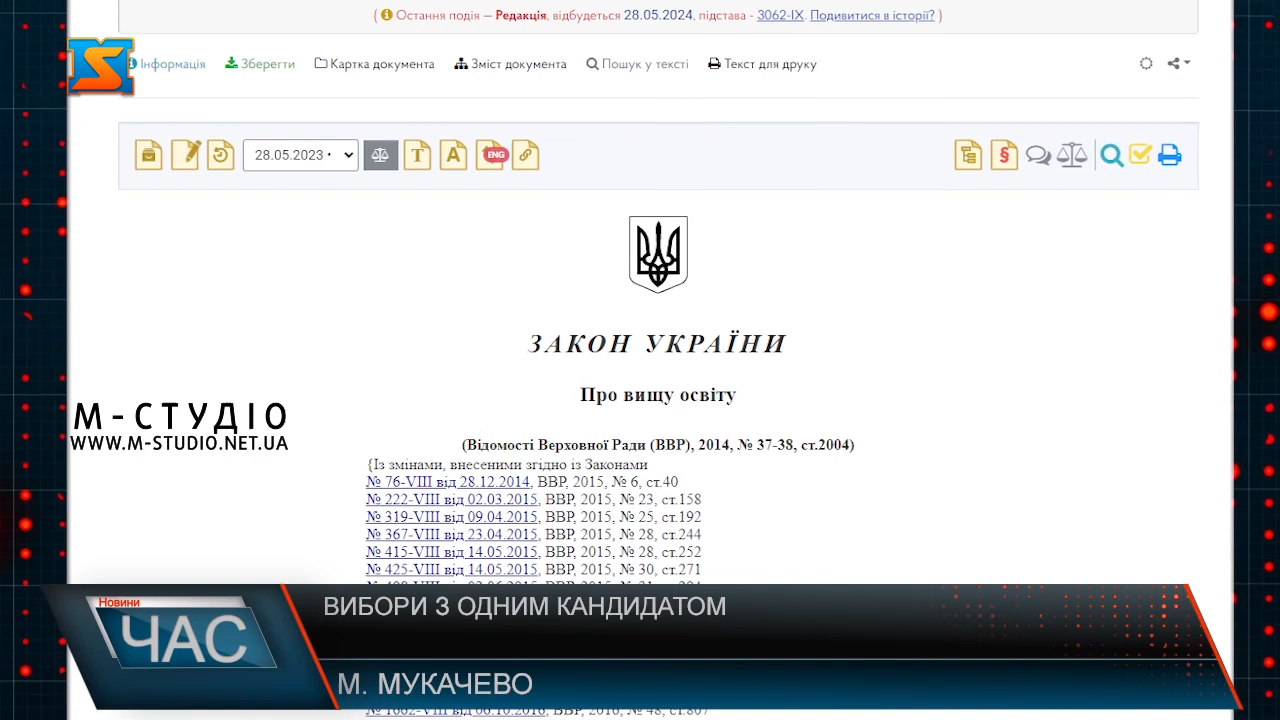 ( Остання подія — Редакція, відбудеться 28.05.2024, підстава - 3062-IX. Подивитися в історії? )
Інформація Зберегти Картка документа Зміст документа Пошук у тексті Текст для друку
28.05.2023 • T A ENG §
ЗАКОН УКРАЇНИ
Про вищу освіту
М-СТУДІО
WWW.M-STUDIO.NET.UA
(Відомості Верховної Ради (ВВР), 2014, № 37-38, ст.2004)
{Із змінами, внесеними згідно із Законами
№ 76-VIII від 28.12.2014, ВВР, 2015, № 6, ст.40
№ 222-VIII від 02.03.2015, ВВР, 2015, № 23, ст.158
№ 319-VIII від 09.04.2015, ВВР, 2015, № 25, ст.192
№ 367-VIII від 23.04.2015, ВВР, 2015, № 28, ст.244
№ 415-VIII від 14.05.2015, ВВР, 2015, № 28, ст.252
№ 425-VIII від 14.05.2015, ВВР, 2015, № 30, ст.271
Новини
ЧАС
ВИБОРИ З ОДНИМ КАНДИДАТОМ
М. МУКАЧЕВО